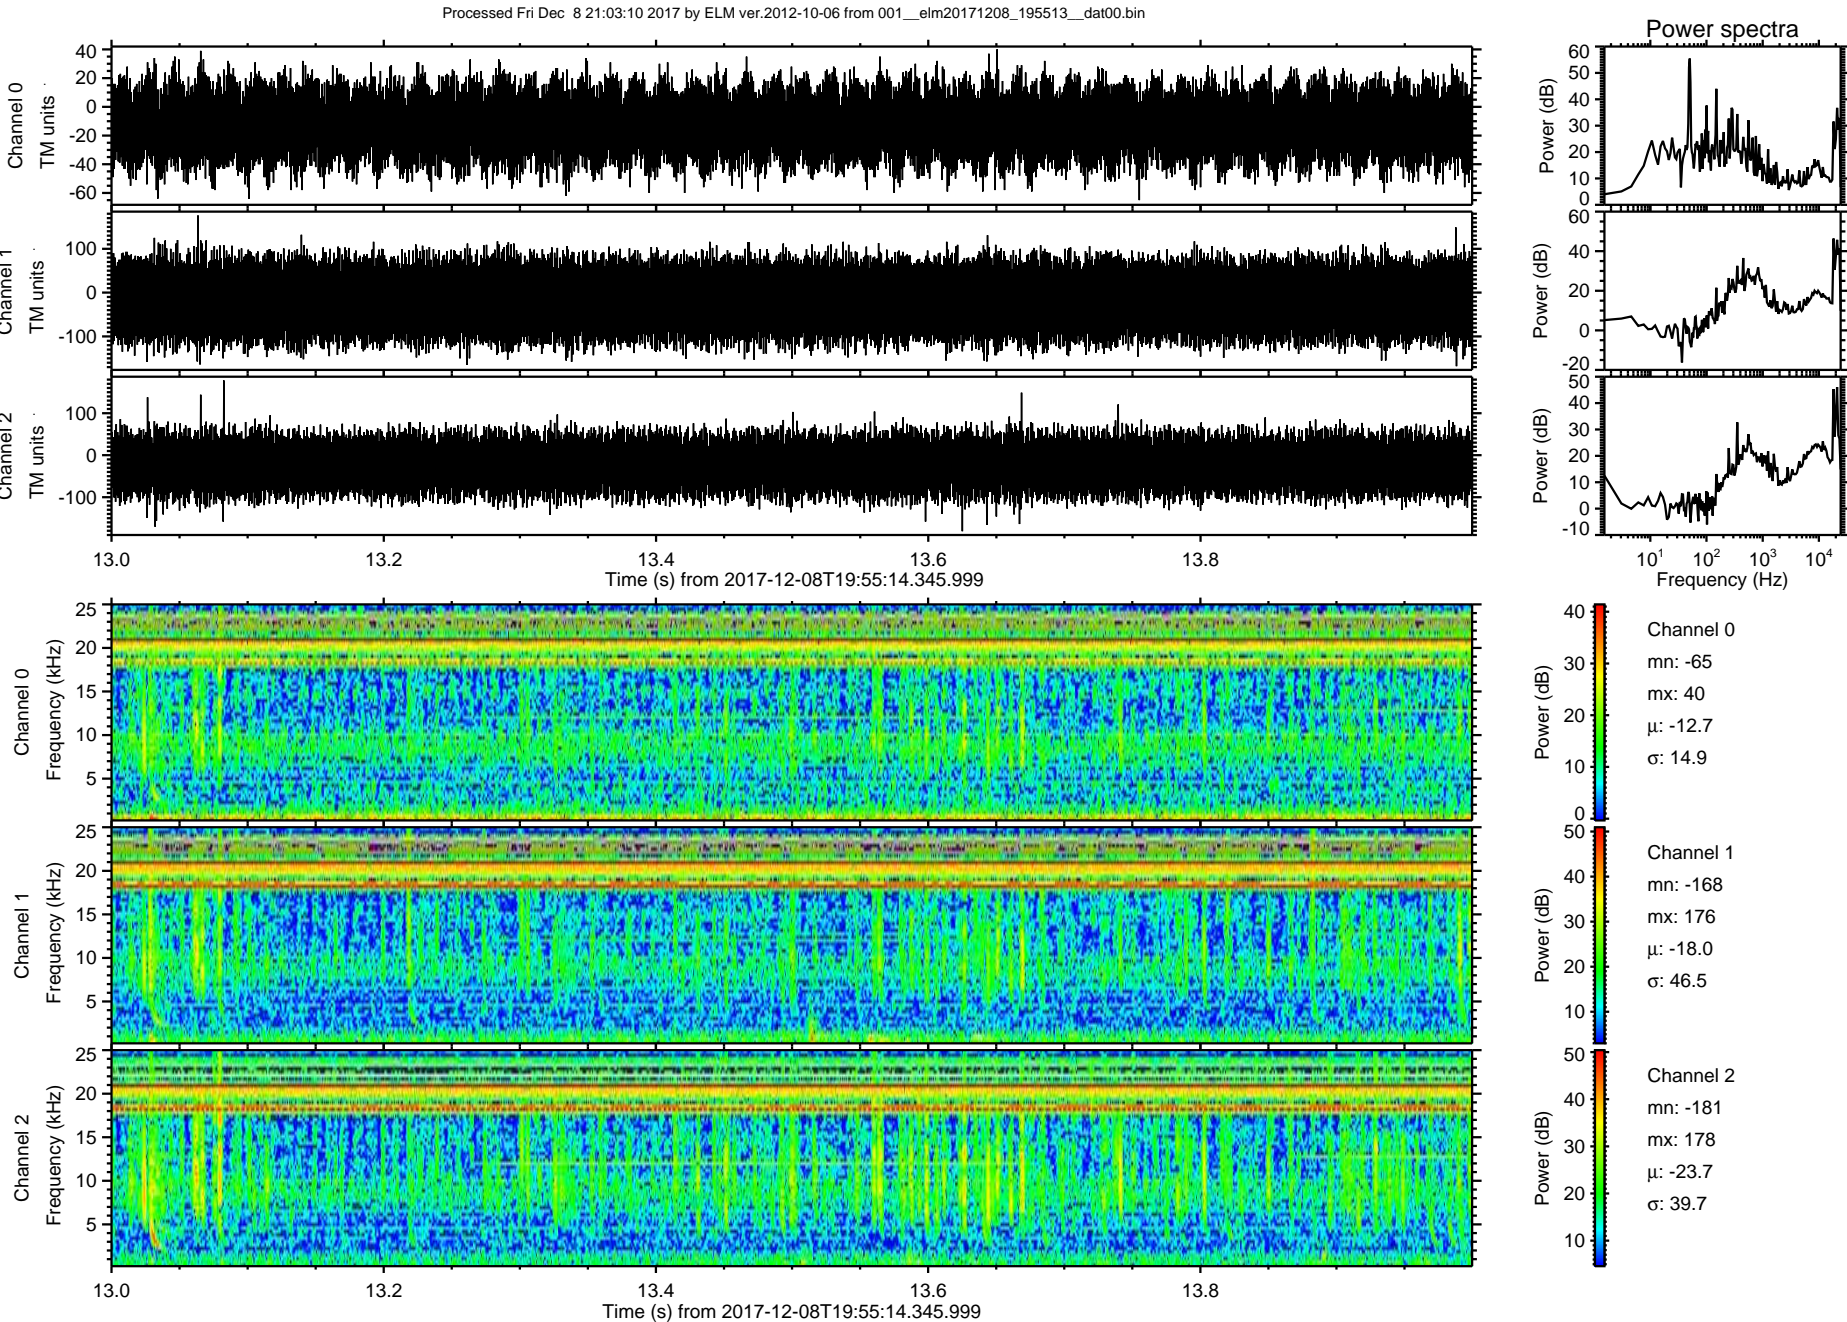 Processed Fri Dec  8 21:03:10 2017 by ELM ver.2012-10-06 from 001__elm20171208_195513__dat00.bin
Power spectra
Channel 0
TM units
40
20
0
-20
-40
-60
Power (dB)
60
50
40
30
20
10
0
Channel 1
TM units
100
0
-100
Power (dB)
60
40
20
0
-20
Channel 2
TM units
100
0
-100
Power (dB)
50
40
30
20
10
0
-10
13.0 13.2 13.4 13.6 13.8
Time (s) from 2017-12-08T19:55:14.345.999
10^1 10^2 10^3 10^4
Frequency (Hz)
Channel 0
Frequency (kHz)
25
20
15
10
5
Power (dB)
40
30
20
10
0
Channel 0
mn: -65
mx: 40
μ: -12.7
σ: 14.9
Channel 1
Frequency (kHz)
25
20
15
10
5
Power (dB)
50
40
30
20
10
Channel 1
mn: -168
mx: 176
μ: -18.0
σ: 46.5
Channel 2
Frequency (kHz)
25
20
15
10
5
Power (dB)
50
40
30
20
10
Channel 2
mn: -181
mx: 178
μ: -23.7
σ: 39.7
13.0 13.2 13.4 13.6 13.8
Time (s) from 2017-12-08T19:55:14.345.999